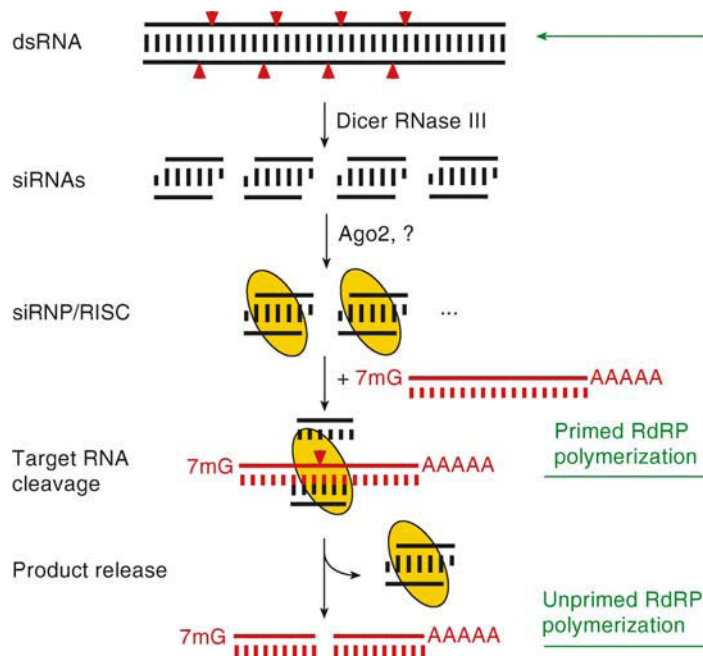 dsRNA
Dicer RNase III
siRNAs
Ago2, ?
siRNP/RISC
...
+ 7mG AAAAA
Target RNA
cleavage
7mG AAAAA
Primed RdRP
polymerization
Product release
7mG AAAAA
Unprimed RdRP
polymerization